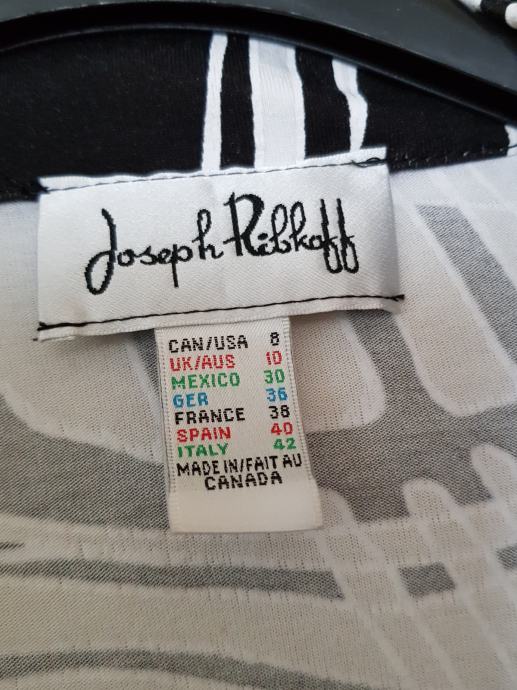 Joseph Ribkoff
CAN/USA 8
UK/AUS 10
MEXICO 30
GER 36
FRANCE 38
SPAIN 40
ITALY 42
MADE IN/FAIT AU
CANADA